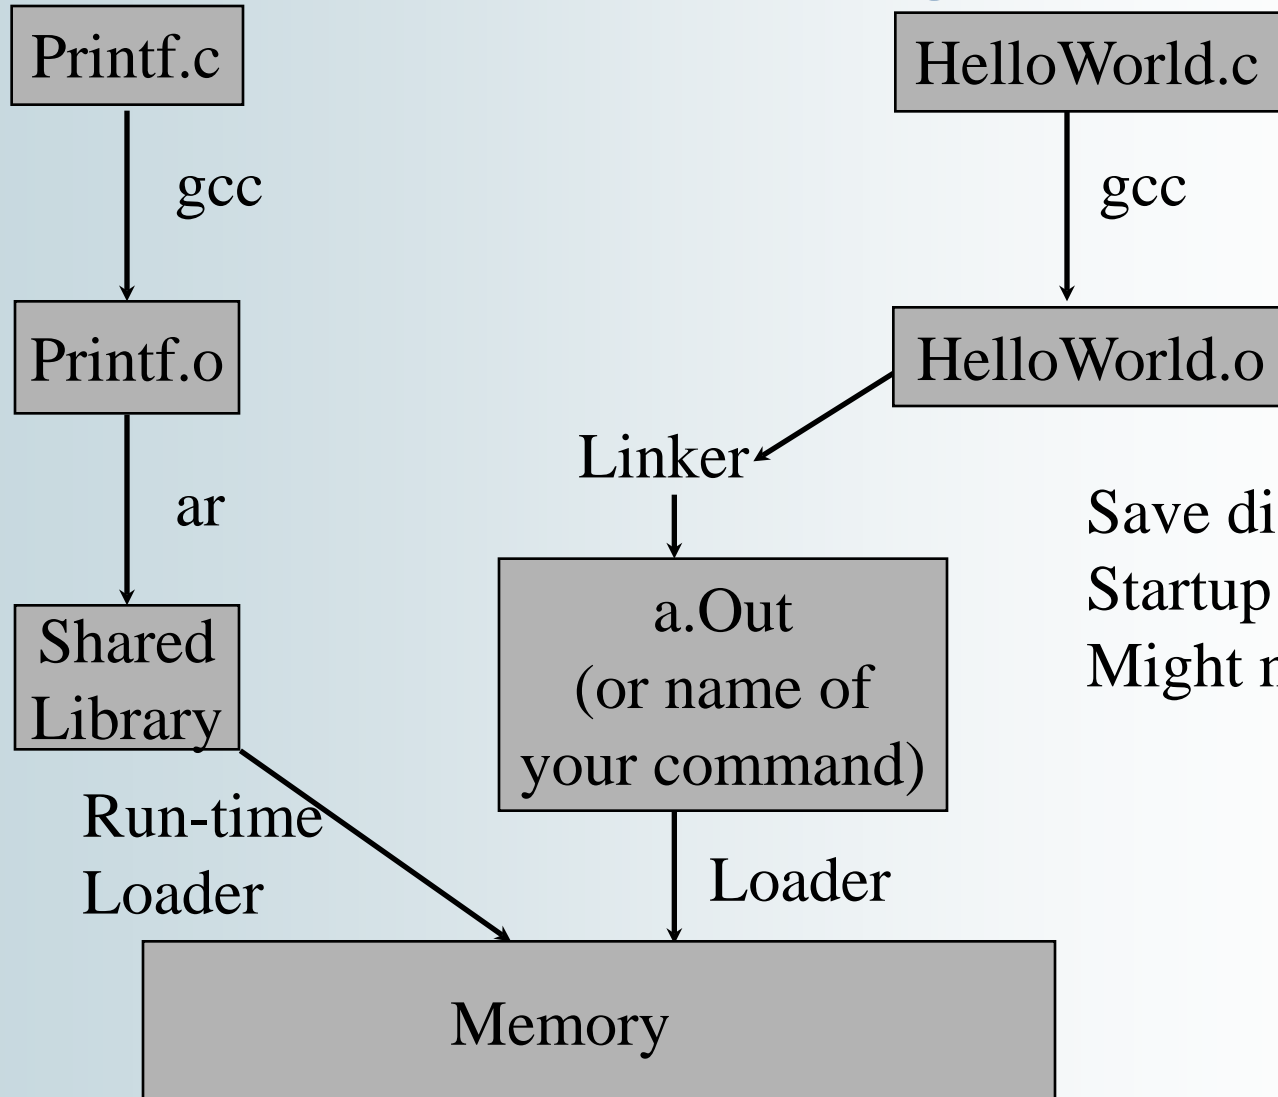 Printf.c
HelloWorld.c
gcc
gcc
Printf.o
HelloWorld.o
Linker
ar
Save
Startup
Might
Shared
Library
a.Out
(or name of
your command)
Run-time
Loader
Loader
Memory